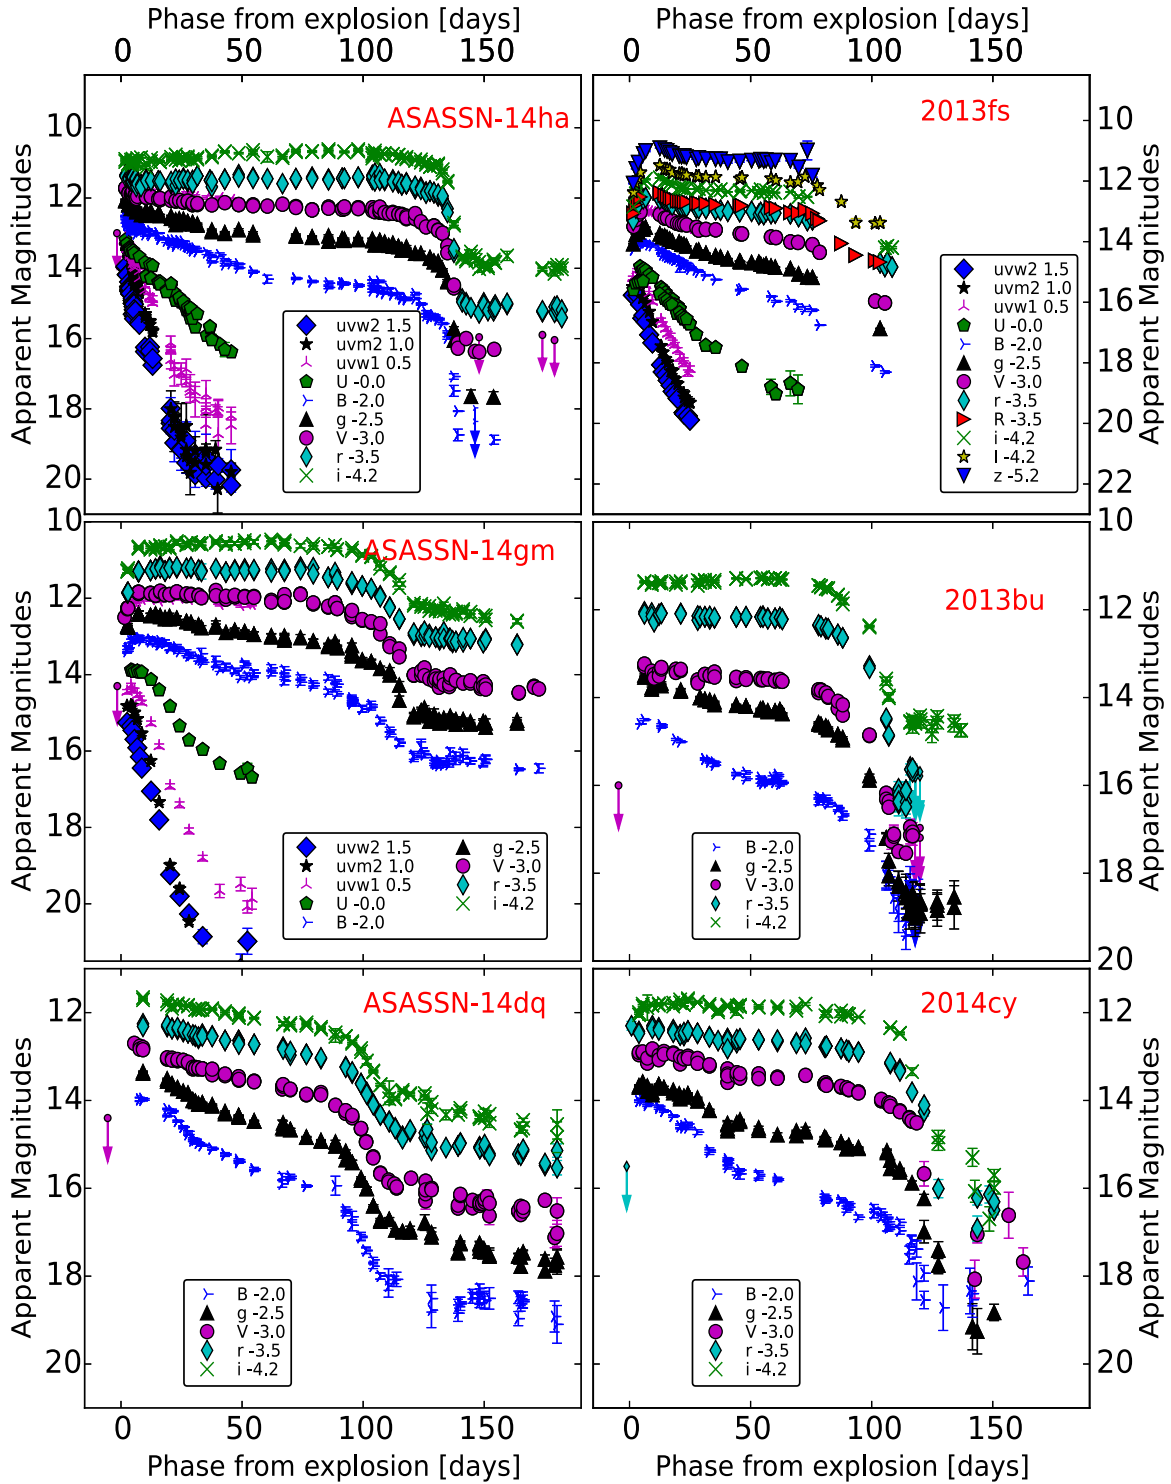 Phase from explosion [days]
0 50 100 150
Phase from explosion [days]
0 50 100 150
Apparent Magnitudes
10
12
14
16
18
20
ASASSN-14ha
uvw2 1.5
uvm2 1.0
uvw1 0.5
U -0.0
B -2.0
g -2.5
V -3.0
r -3.5
i -4.2
2013fs
uvw2 1.5
uvm2 1.0
uvw1 0.5
U -0.0
B -2.0
g -2.5
V -3.0
r -3.5
R -3.5
i -4.2
I -4.2
z -5.2
10
12
14
16
18
20
22
Apparent Magnitudes
Apparent Magnitudes
10
12
14
16
18
20
ASASSN-14gm
uvw2 1.5
uvm2 1.0
uvw1 0.5
U -0.0
B -2.0
g -2.5
V -3.0
r -3.5
i -4.2
2013bu
B -2.0
g -2.5
V -3.0
r -3.5
i -4.2
10
12
14
16
18
20
Apparent Magnitudes
Apparent Magnitudes
12
14
16
18
20
ASASSN-14dq
B -2.0
g -2.5
V -3.0
r -3.5
i -4.2
2014cy
B -2.0
g -2.5
V -3.0
r -3.5
i -4.2
12
14
16
18
20
Apparent Magnitudes
0 50 100 150
Phase from explosion [days]
0 50 100 150
Phase from explosion [days]